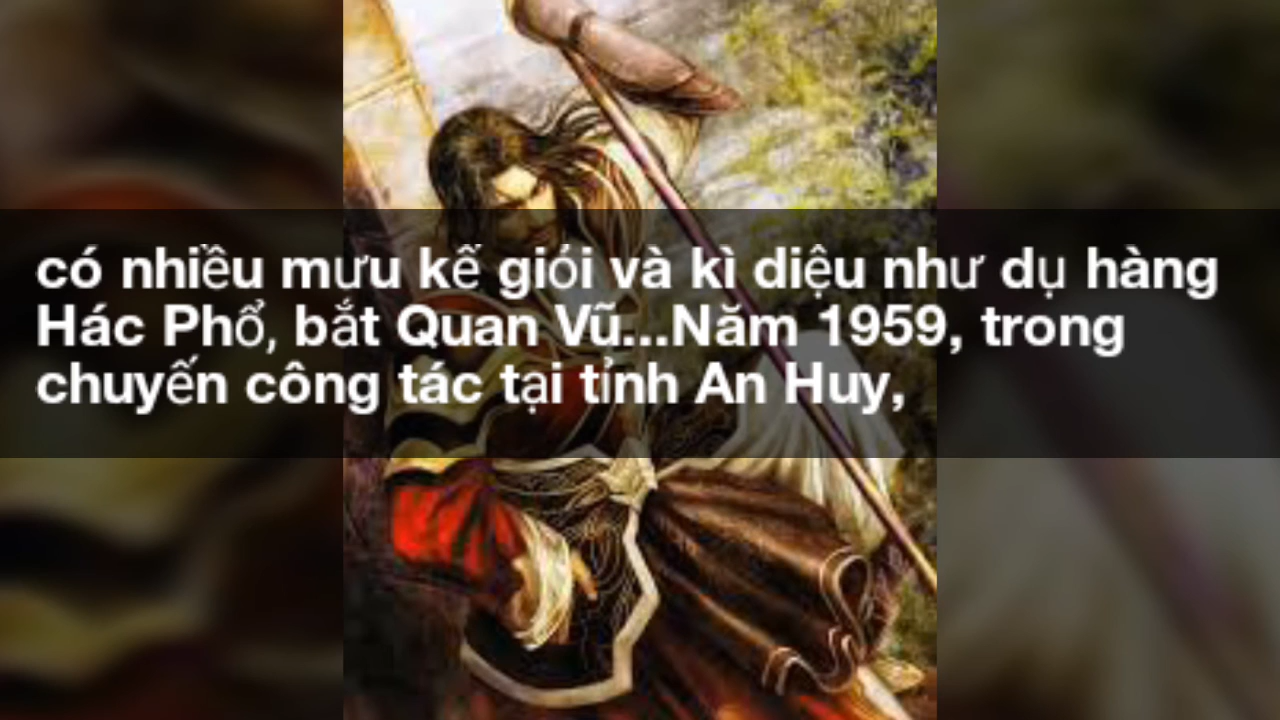 có nhiều mưu kế giỏi và kì diệu như dụ hàng
Hác Phổ, bắt Quan Vũ...Năm 1959, trong
chuyến công tác tại tỉnh An Huy,